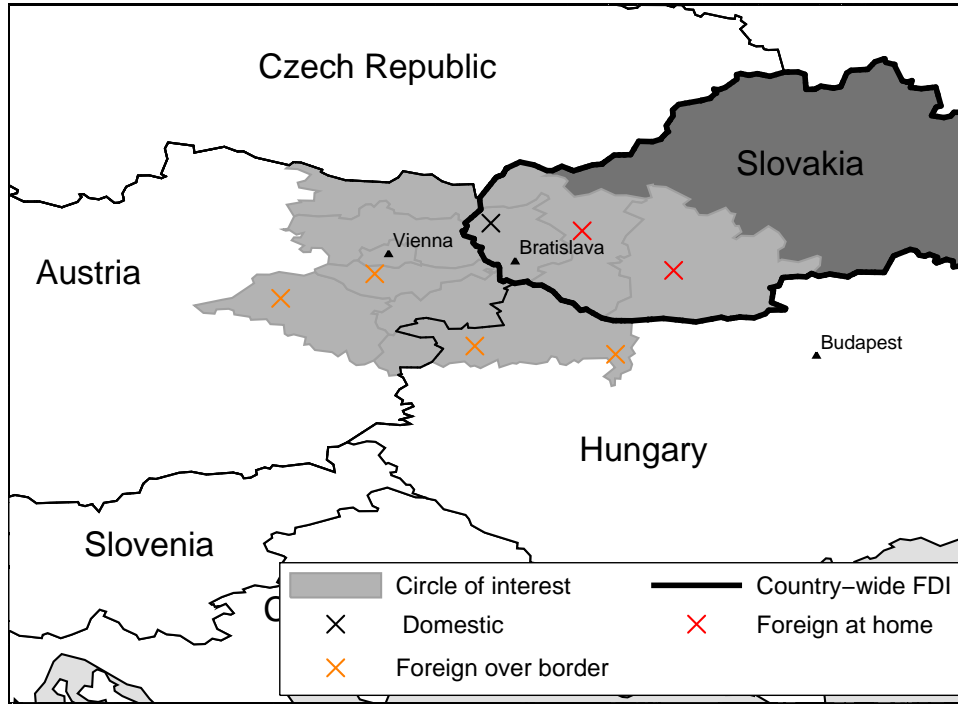 Czech Republic
Slovakia
Vienna
Bratislava
Austria
Budapest
Hungary
Slovenia
Circle of interest
Country–wide FDI
Domestic
Foreign at home
Foreign over border